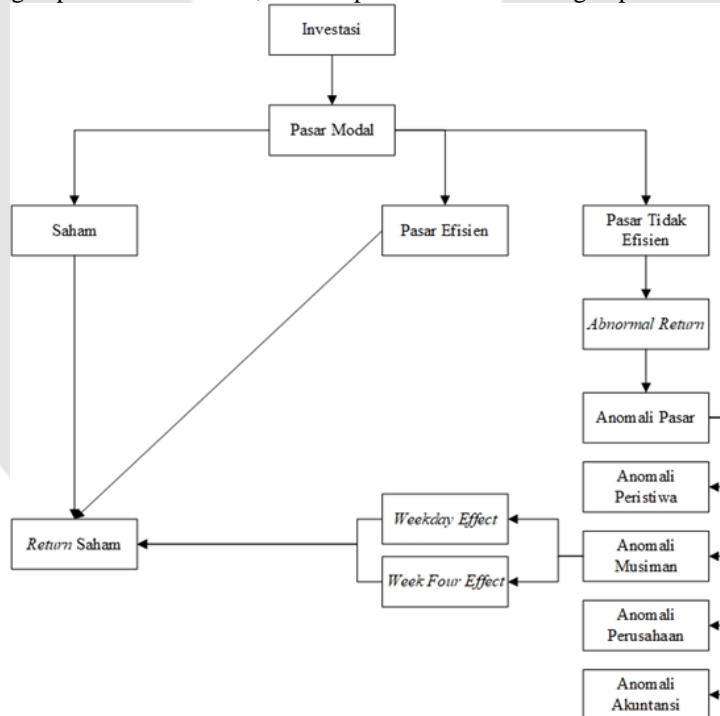 Investasi
Pasar Modal
Saham
Pasar Efisien
Pasar Tidak
Efisien
Abnormal Return
Anomali Pasar
Anomali
Peristiwa
Weekday Effect
Return Saham
Anomali
Musiman
Week Four Effect
Anomali
Perusahaan
Anomali
Akuntansi